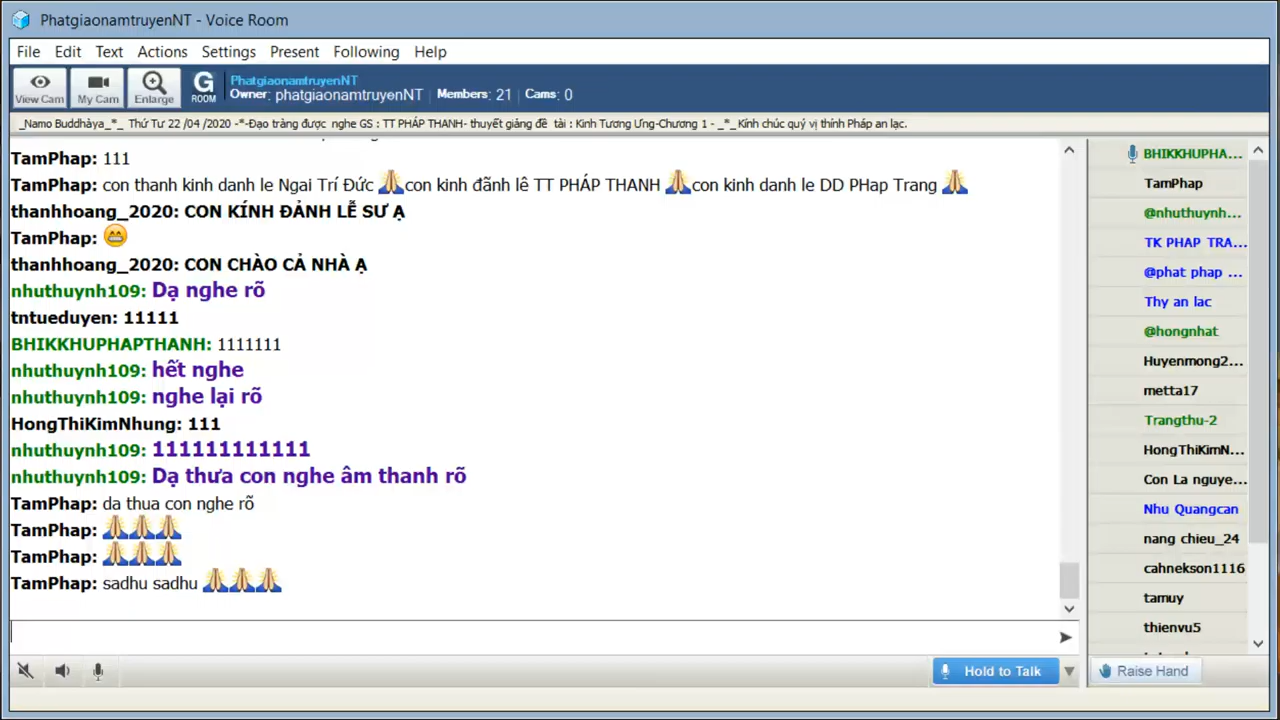 PhatgiaonamtruyenNT - Voice Room
File Edit Text Actions Settings Present Following Help
View Cam My Cam Enlarge G ROOM
PhatgiaonamtruyenNT
Owner: phatgiaonamtruyenNT Members: 21 Cams: 0
_Namo Buddhàya_*_ Thứ Tư 22 /04 /2020 -*-Đạo tràng được nghe GS : TT PHÁP THANH- thuyết giảng đề tài : Kinh Tương Ưng-Chương 1 - _*_Kính chúc quý vị thính Pháp an lạc.
TamPhap: 111
TamPhap: con thanh kinh danh le Ngai Trí Đức 🙏con kinh đãnh lê TT PHÁP THANH 🙏con kinh danh le DD PHap Trang 🙏
thanhhoang_2020: CON KÍNH ĐẢNH LỄ SƯ Ạ
TamPhap: 😁
thanhhoang_2020: CON CHÀO CẢ NHÀ Ạ
nhuthuynh109: Dạ nghe rõ
tntueduyen: 11111
BHIKKHUPHAPTHANH: 1111111
nhuthuynh109: hết nghe
nhuthuynh109: nghe lại rõ
HongThiKimNhung: 111
nhuthuynh109: 111111111111
nhuthuynh109: Dạ thưa con nghe âm thanh rõ
TamPhap: da thua con nghe rõ
TamPhap: 🙏🙏🙏
TamPhap: 🙏🙏🙏
TamPhap: sadhu sadhu 🙏🙏🙏
BHIKKHUPHA...
TamPhap
@nhuthuynh...
TK PHAP TRA...
@phat phap ...
Thy an lac
@hongnhat
Huyenmong2...
metta17
Trangthu-2
HongThiKimN...
Con La nguye...
Nhu Quangcan
nang chieu_24
cahnekson1116
tamuy
thienvu5
Hold to Talk
Raise Hand